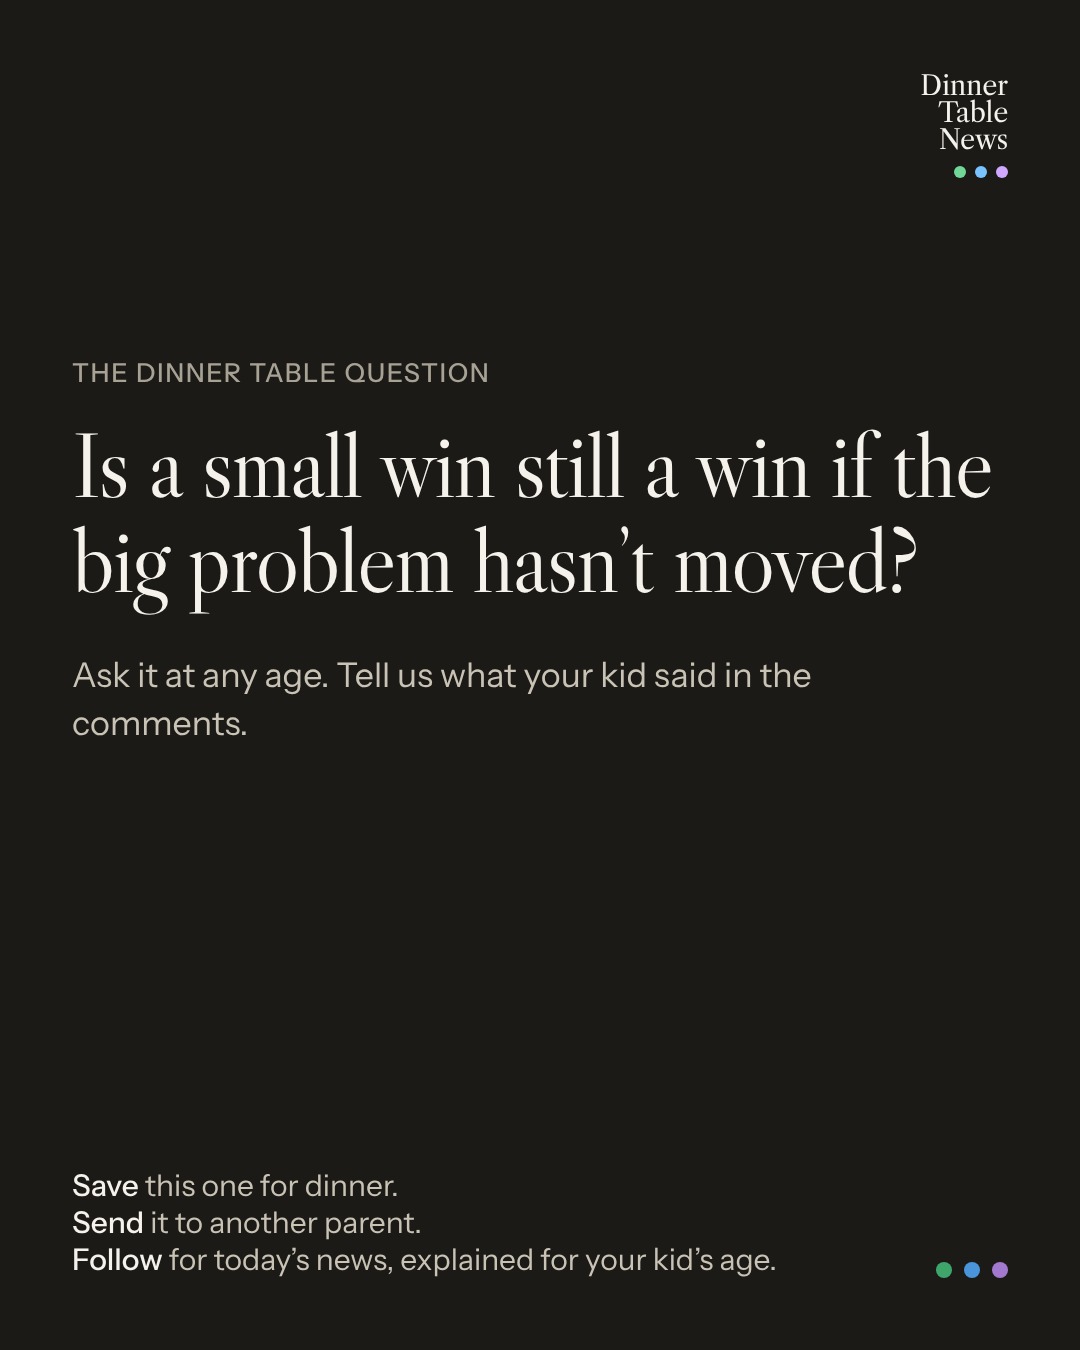 Dinner
Table
News
THE DINNER TABLE QUESTION
Is a small win still a win if the
big problem hasn’t moved?
Ask it at any age. Tell us what your kid said in the
comments.
Save this one for dinner.
Send it to another parent.
Follow for today’s news, explained for your kid’s age.